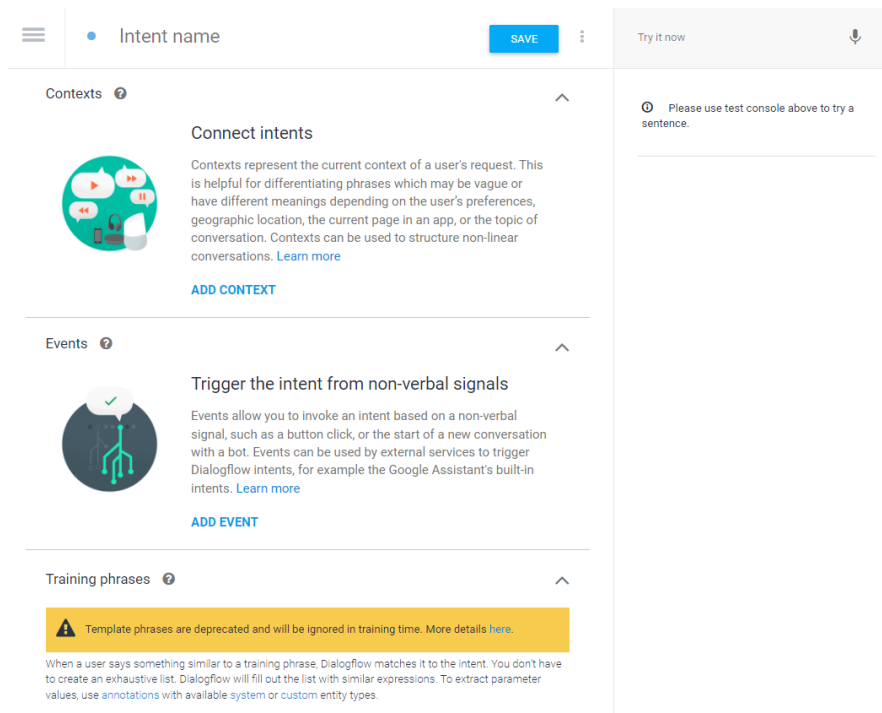 Intent name
SAVE
Try it now
Contexts
Please use test console above to try a
sentence.
Connect intents
Contexts represent the current context of a user's request. This
is helpful for differentiating phrases which may be vague or
have different meanings depending on the user's preferences,
geographic location, the current page in an app, or the topic of
conversation. Contexts can be used to structure non-linear
conversations. Learn more
ADD CONTEXT
Events
Trigger the intent from non-verbal signals
Events allow you to invoke an intent based on a non-verbal
signal, such as a button click, or the start of a new conversation
with a bot. Events can be used by external services to trigger
Dialogflow intents, for example the Google Assistant's built-in
intents. Learn more
ADD EVENT
Training phrases
Template phrases are deprecated and will be ignored in training time. More details here.
When a user says something similar to a training phrase, Dialogflow matches it to the intent. You don't have
to create an exhaustive list. Dialogflow will fill out the list with similar expressions. To extract parameter
values, use annotations with available system or custom entity types.